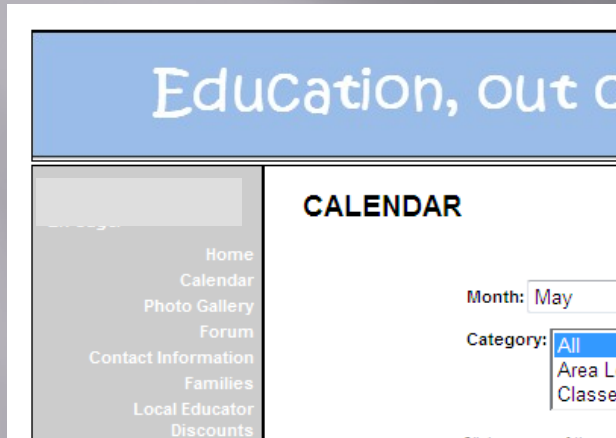 Education, out
CALENDAR
Home
Calendar
Photo Gallery
Forum
Contact Information
Families
Local Educator
Discounts
Month: May
Category: All
Area L
Classe